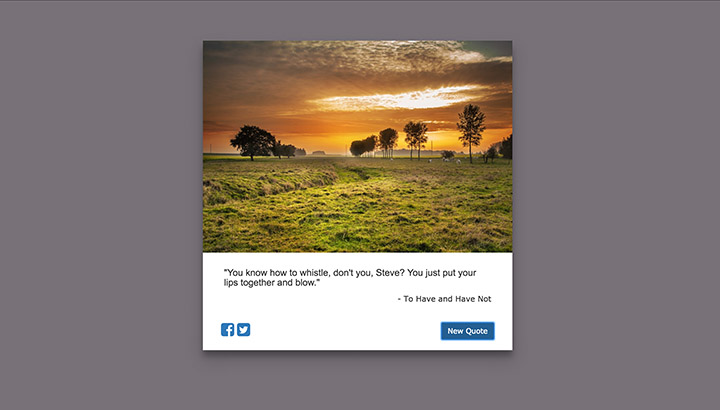 "You know how to whistle, don't you, Steve? You just put your
lips together and blow."
- To Have and Have Not
New Quote